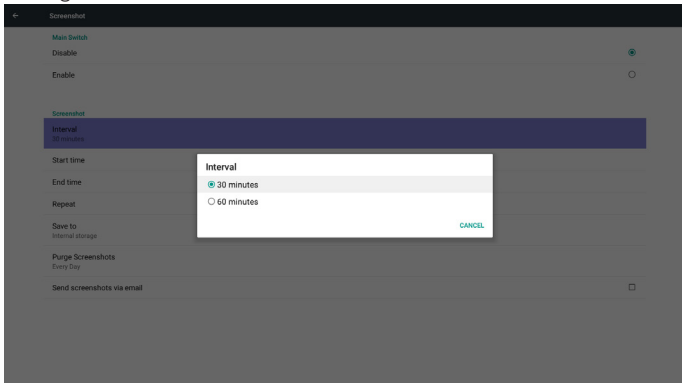 Screenshot
Main Switch
Disable
Enable
Screenshot
Interval
30 minutes
Start time
Interval
End time
30 minutes
Repeat
60 minutes
Save to
Internal storage
CANCEL
Purge Screenshots
Every Day
Send screenshots via email